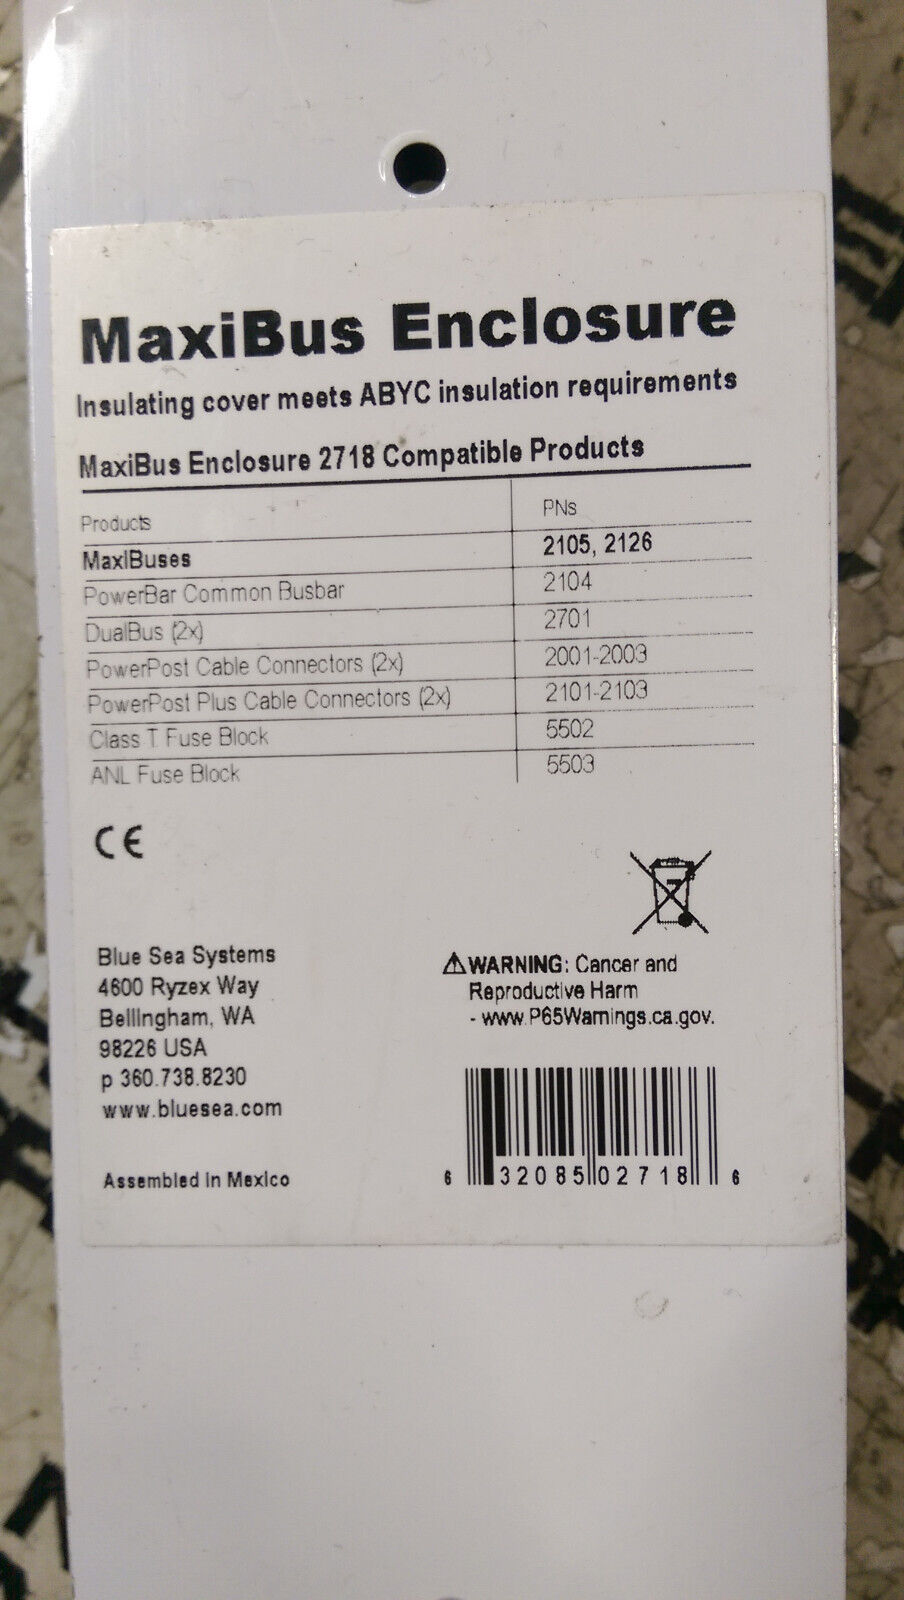 MaxiBus Enclosure
Insulating cover meets ABYC insulation requirements
MaxiBus Enclosure 2718 Compatible Products
Products PNs
MaxiBuses 2105, 2126
PowerBar Common Busbar 2104
DualBus (2x) 2701
PowerPost Cable Connectors (2x) 2001-2003
PowerPost Plus Cable Connectors (2x) 2101-2103
Class T Fuse Block 5502
ANL Fuse Block 5503
CE
Blue Sea Systems
4600 Ryzex Way
Bellingham, WA
98226 USA
p 360.738.8230
www.bluesea.com
Assembled in Mexico
⚠WARNING: Cancer and
Reproductive Harm
- www.P65Warnings.ca.gov.
6 32085 02718 6